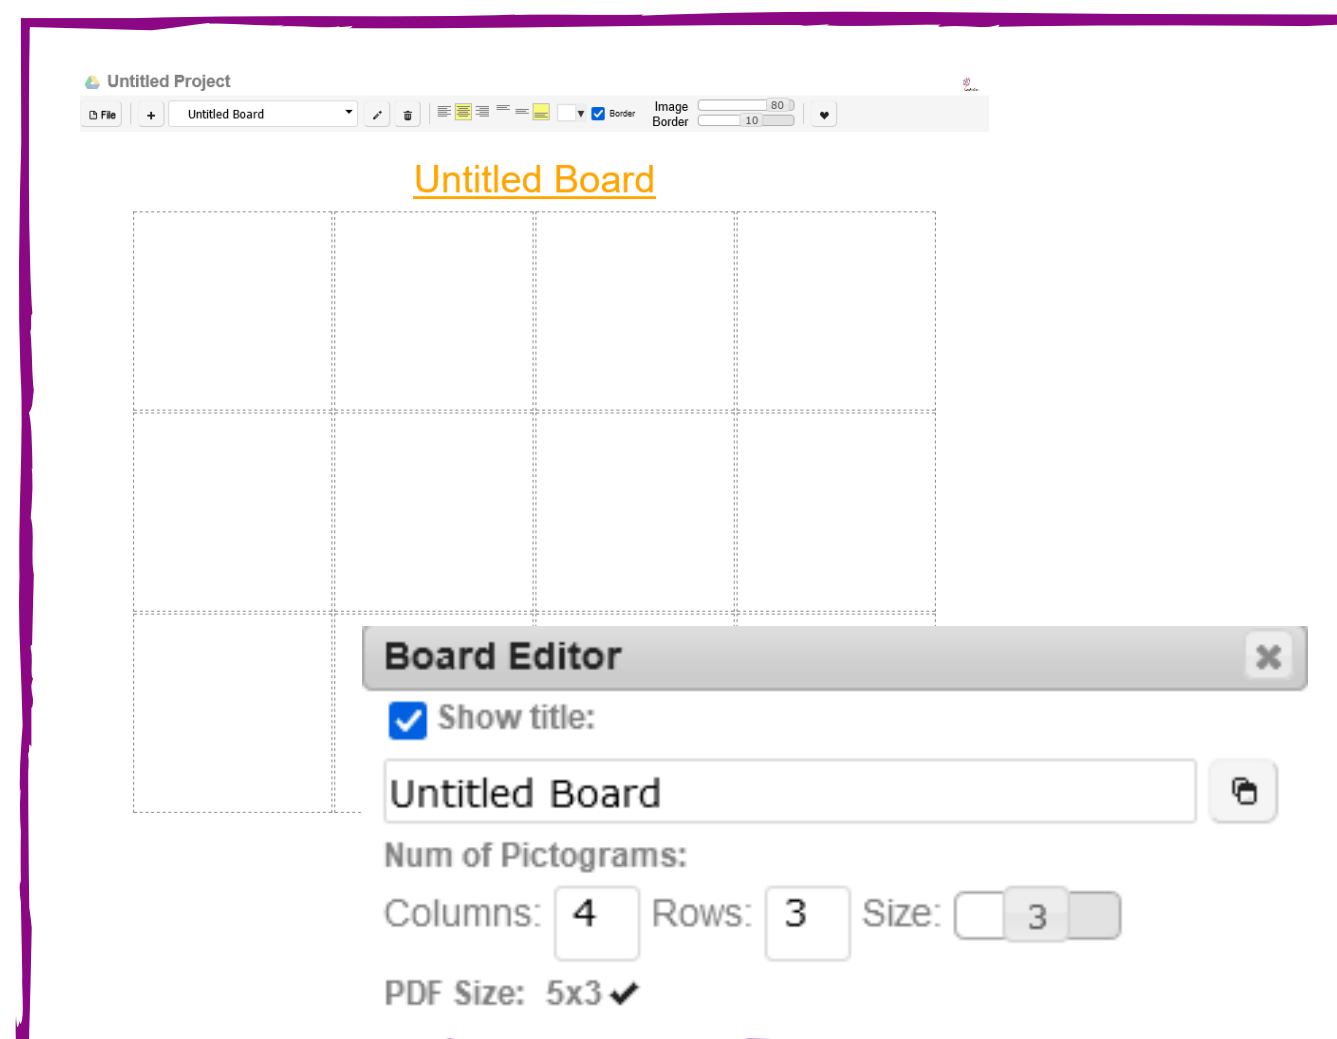 Untitled Project
File + Untitled Board Border Image 80
Border 10
Untitled Board
Board Editor
Show title:
Untitled Board
Num of Pictograms:
Columns: 4 Rows: 3 Size: 3
PDF Size: 5x3